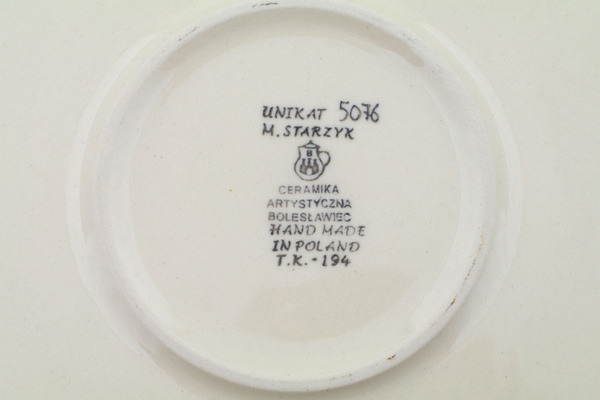 UNIKAT 5076
M. STARZYK
B
CERAMIKA
ARTYSTYCZNA
BOLESŁAWIEC
HAND MADE
IN POLAND
T.K.-194